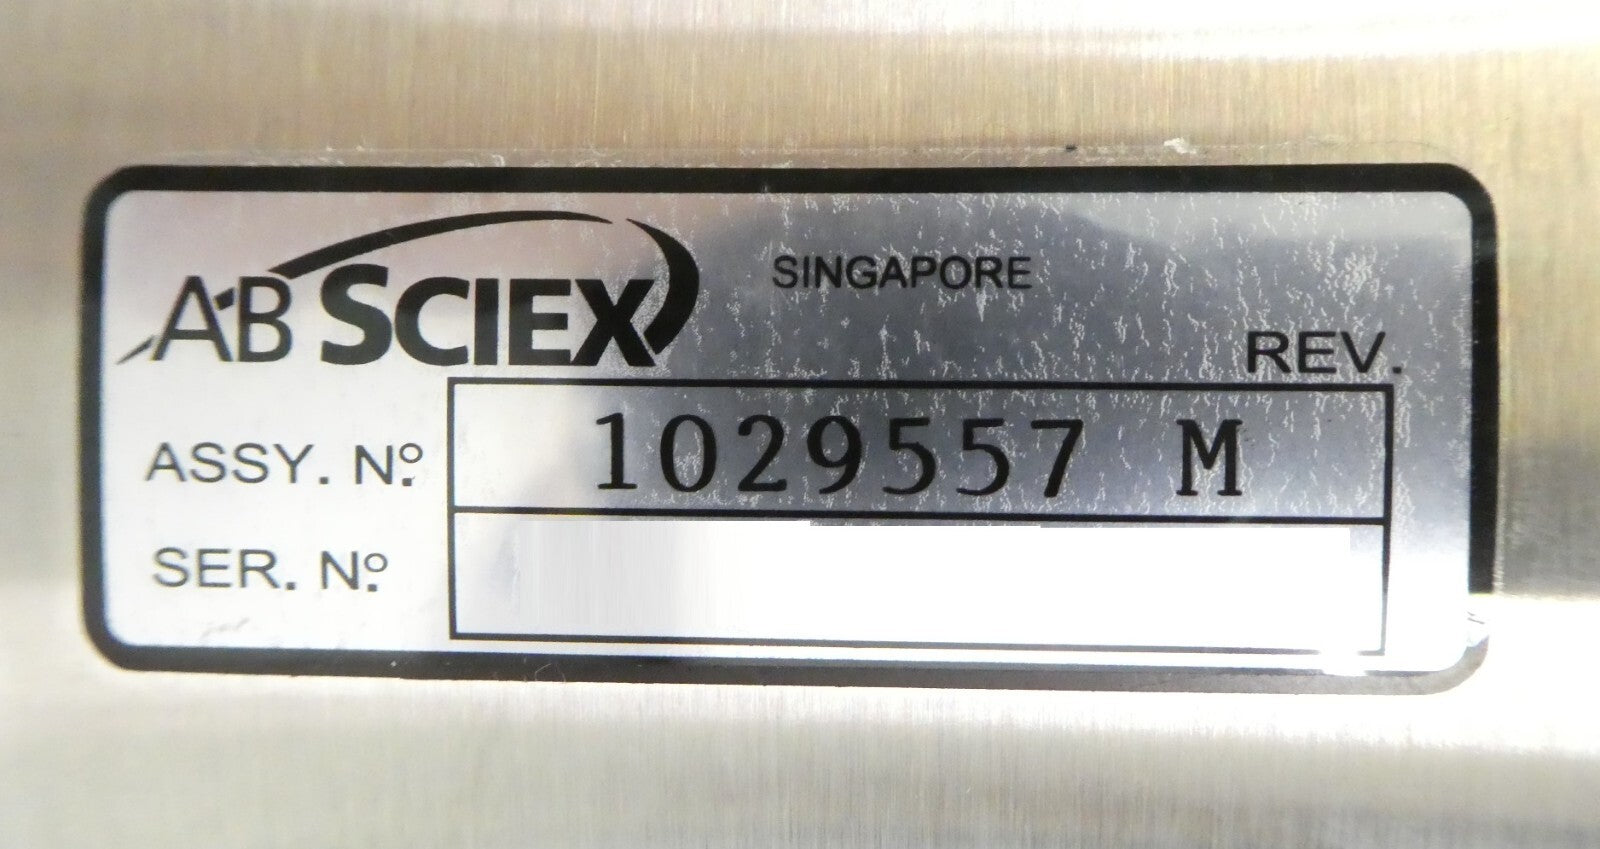 AB SCIEX
SINGAPORE
REV.
ASSY. Nº. 1029557 M
SER. Nº.